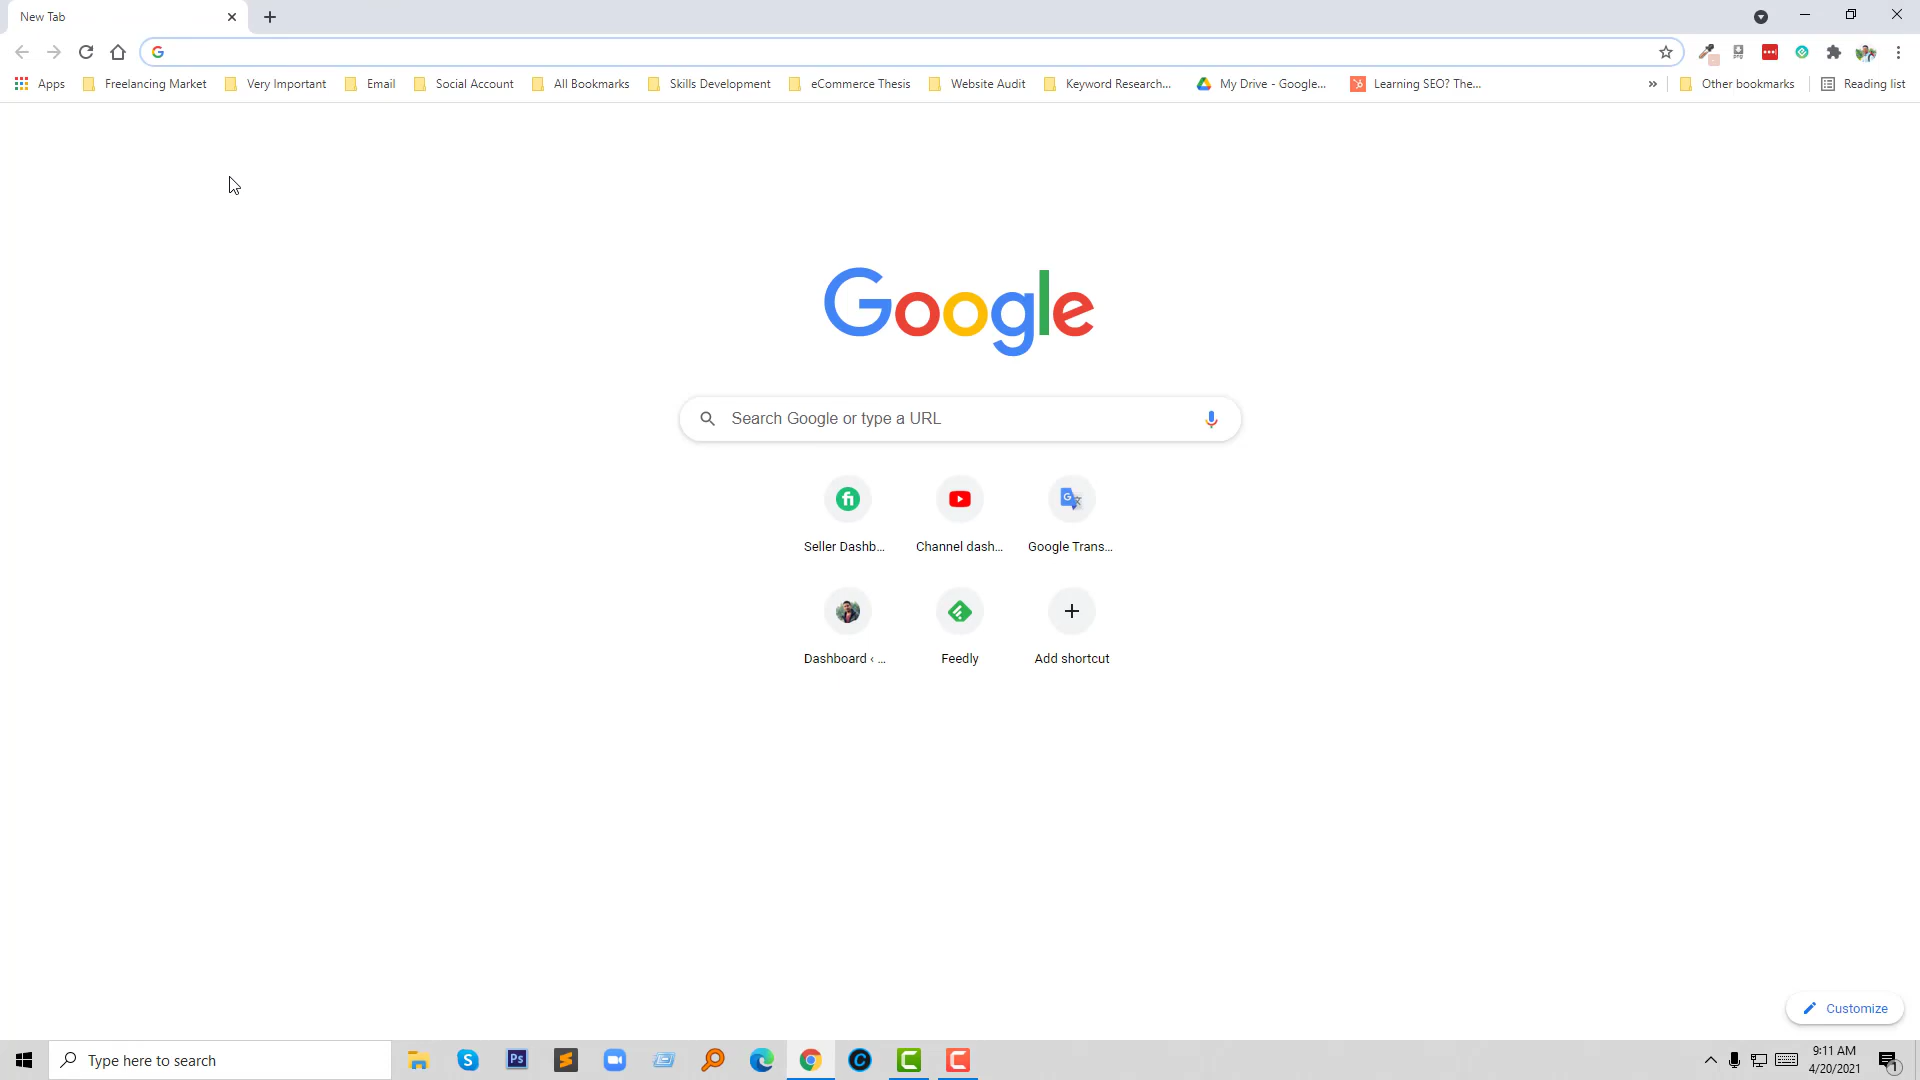 New Tab
Apps Freelancing Market Very Important Email Social Account All Bookmarks Skills Development eCommerce Thesis Website Audit Keyword Research... My Drive - Google... Learning SEO? The... » Other bookmarks Reading list
Google
Search Google or type a URL
Seller Dashb... Channel dash... Google Trans...
Dashboard ‹ ... Feedly Add shortcut
Customize
Type here to search
9:11 AM
4/20/2021